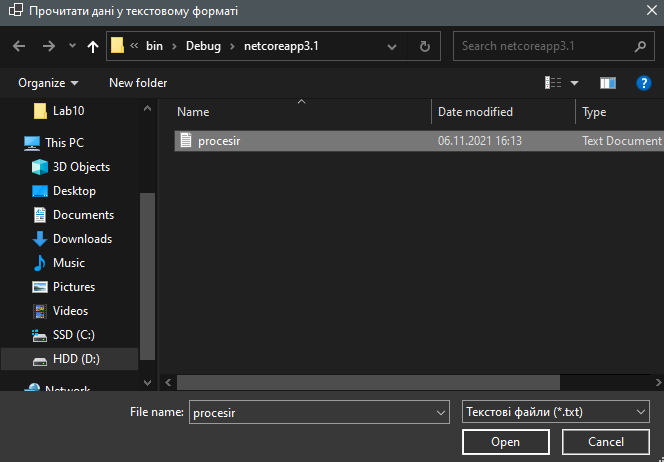 Прочитати дані у текстовому форматі
« bin › Debug › netcoreapp3.1
Search netcoreapp3.1
Organize
New folder
Lab10
This PC
3D Objects
Desktop
Documents
Downloads
Music
Pictures
Videos
SSD (C:)
HDD (D:)
Network
Name
Date modified
Type
procesir
06.11.2021 16:13
Text Document
File name:
procesir
Текстові файли (*.txt)
Open
Cancel